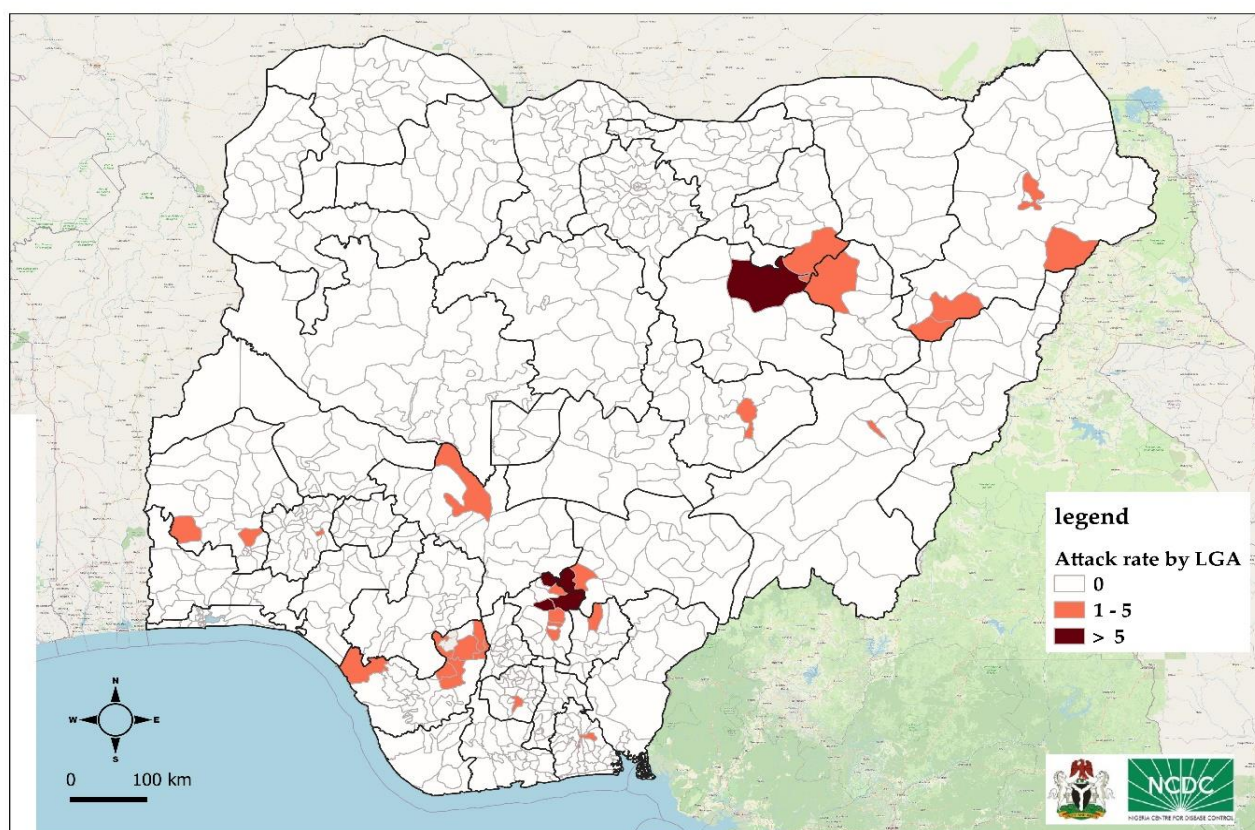 legend
Attack rate by LGA
0
1 - 5
> 5
N
W E
S
0 100 km
NCDC
NIGERIA CENTRE FOR DISEASE CONTROL